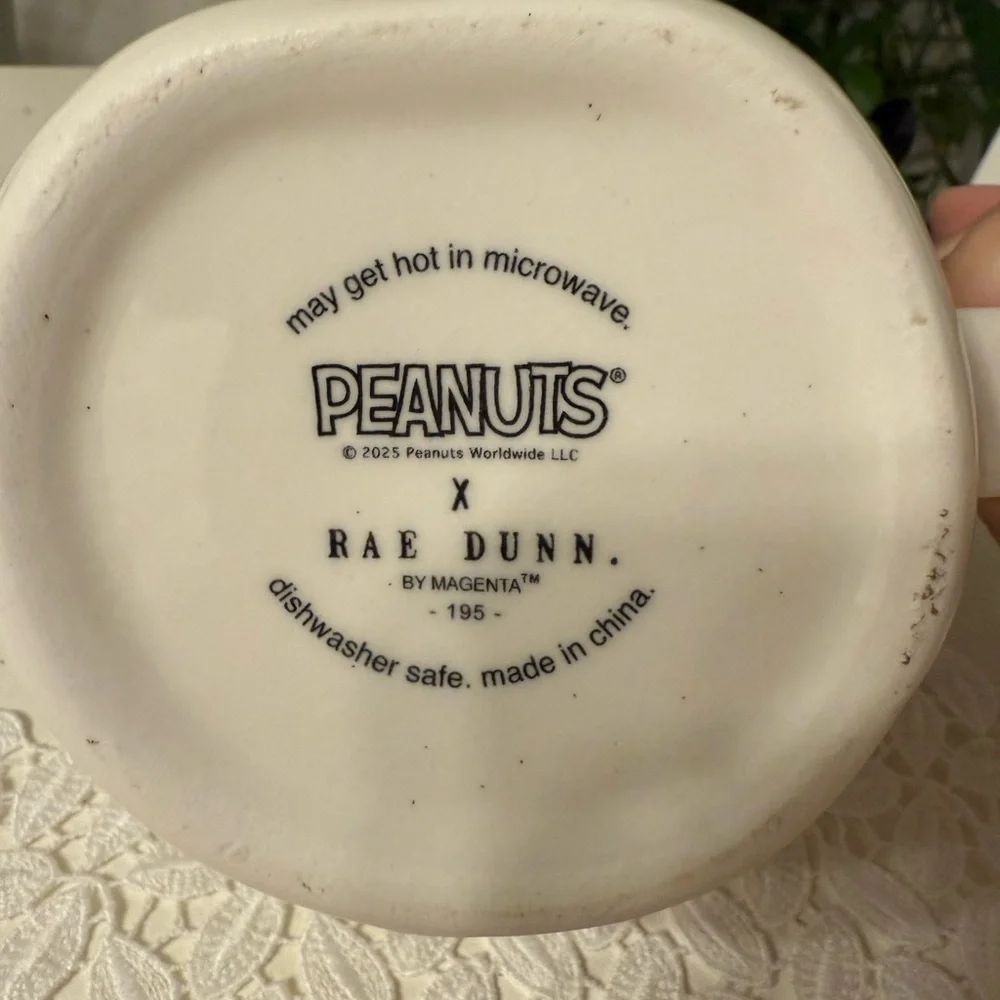 may get hot in microwave.
PEANUTS®
© 2025 Peanuts Worldwide LLC
X
RAE DUNN.
BY MAGENTA™
- 195 -
dishwasher safe. made in china.